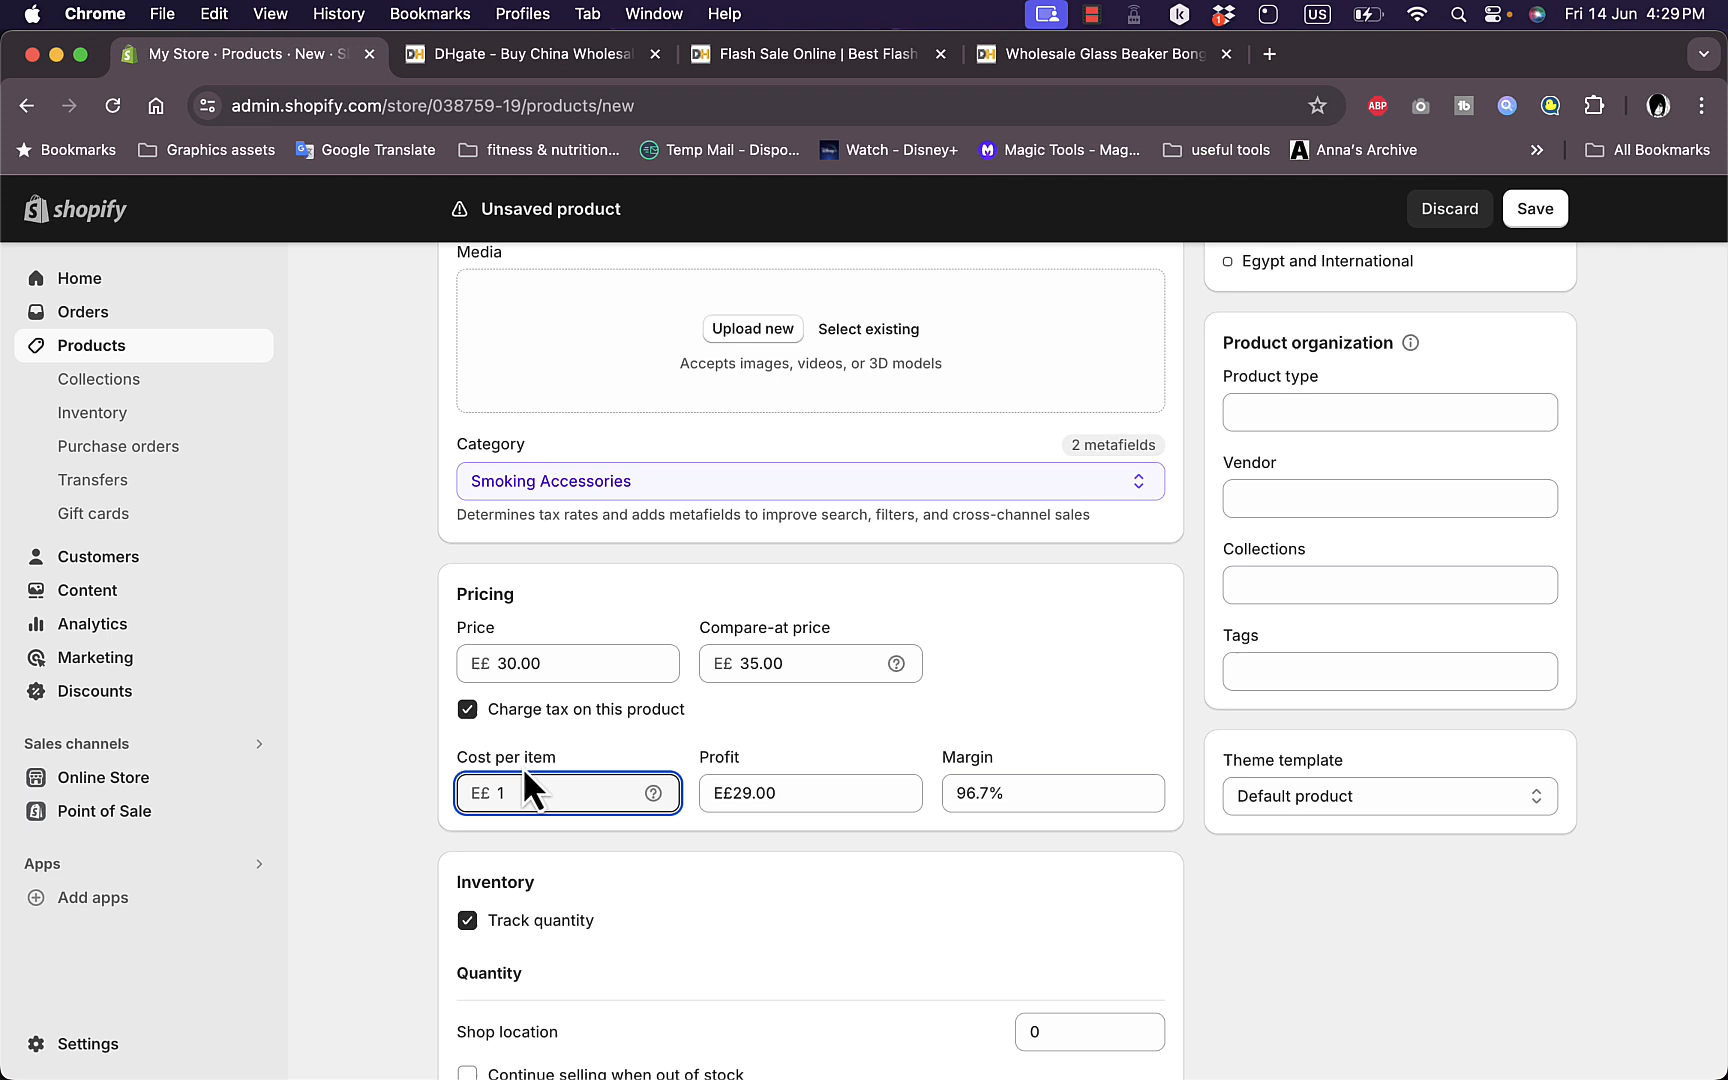 Chrome File Edit View History Bookmarks Profiles Tab Window Help US Fri 14 Jun 4:29 PM
My Store · Products · New · S DHgate - Buy China Wholesal Flash Sale Online | Best Flash Wholesale Glass Beaker Bong
admin.shopify.com/store/038759-19/products/new ABP tb
Bookmarks Graphics assets Google Translate fitness & nutrition... Temp Mail - Dispo... Watch - Disney+ Magic Tools - Mag... useful tools Anna's Archive All Bookmarks
shopify Unsaved product Discard Save
Home
Orders
Products
Collections
Inventory
Purchase orders
Transfers
Gift cards
Customers
Content
Analytics
Marketing
Discounts
Sales channels
Online Store
Point of Sale
Apps
Add apps
Settings
Media
Upload new Select existing
Accepts images, videos, or 3D models
Category 2 metafields
Smoking Accessories
Determines tax rates and adds metafields to improve search, filters, and cross-channel sales
Pricing
Price Compare-at price
E£ 30.00 E£ 35.00
Charge tax on this product
Cost per item Profit Margin
E£ 1 E£29.00 96.7%
Inventory
Track quantity
Quantity
Shop location 0
Continue selling when out of stock
Egypt and International
Product organization
Product type
Vendor
Collections
Tags
Theme template
Default product